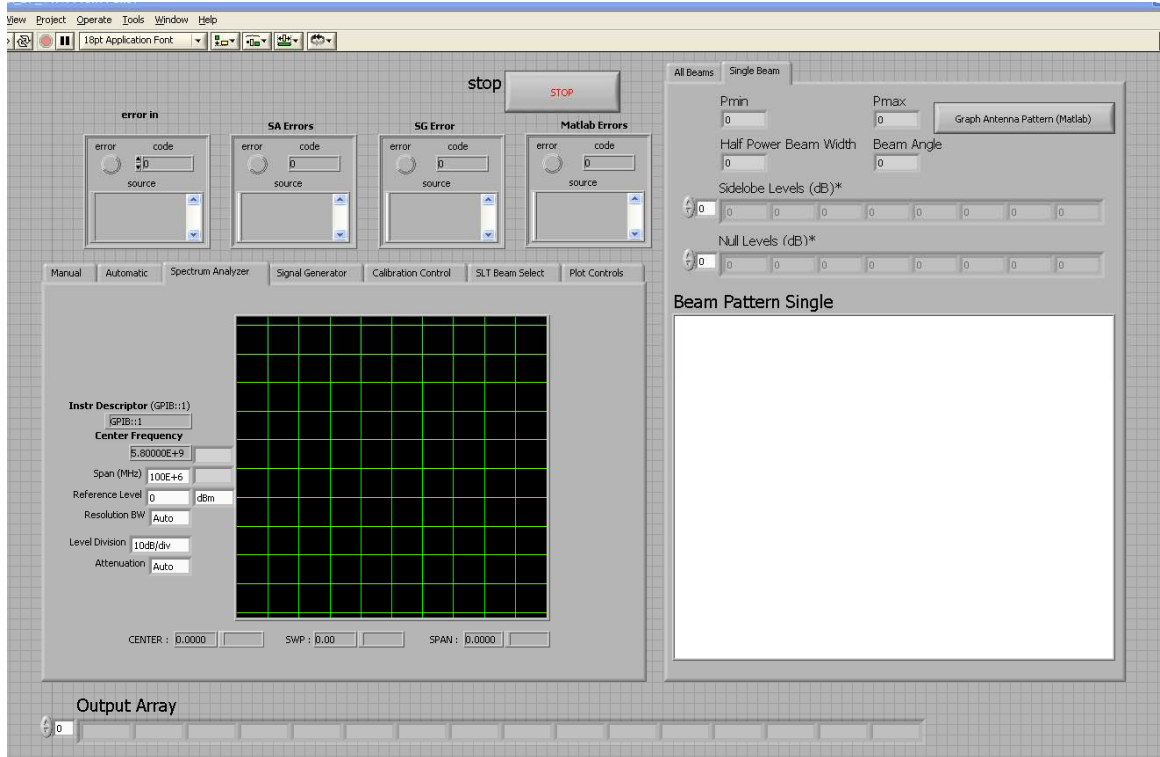 View Project Operate Tools Window Help
18pt Application Font
stop STOP
error in
SA Errors
SG Error
Matlab Errors
error code
0
source
error code
0
source
error code
0
source
error code
0
source
Manual Automatic Spectrum Analyzer Signal Generator Calibration Control SLT Beam Select Plot Controls
Instr Descriptor (GPIB::1)
GPIB::1
Center Frequency
5.80000E+9
Span (MHz) 100E+6
Reference Level 0 dBm
Resolution BW Auto
Level Division 10dB/div
Attenuation Auto
CENTER : 0.0000 SWP : 0.00 SPAN : 0.0000
All Beams Single Beam
Pmin Pmax
0 0 Graph Antenna Pattern (Matlab)
Half Power Beam Width Beam Angle
0 0
Sidelobe Levels (dB)*
0 0 0 0 0 0 0 0 0
Null Levels (dB)*
0 0 0 0 0 0 0 0 0
Beam Pattern Single
Output Array
0